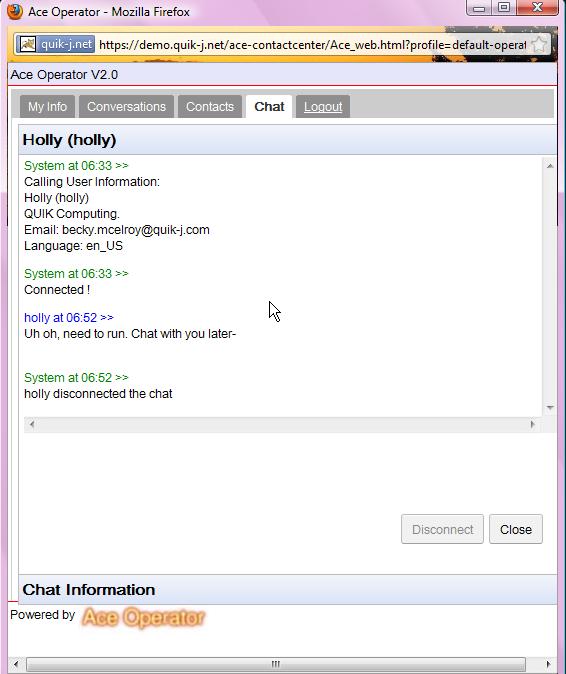 Ace Operator - Mozilla Firefox
quik-j.net https://demo.quik-j.net/ace-contactcenter/Ace_web.html?profile=default-operat
Ace Operator V2.0
My Info Conversations Contacts Chat Logout
Holly (holly)
System at 06:33 >>
Calling User Information:
Holly (holly)
QUIK Computing.
Email: becky.mcelroy@quik-j.com
Language: en_US
System at 06:33 >>
Connected !
holly at 06:52 >>
Uh oh, need to run. Chat with you later-
System at 06:52 >>
holly disconnected the chat
Disconnect Close
Chat Information
Powered by Ace Operator